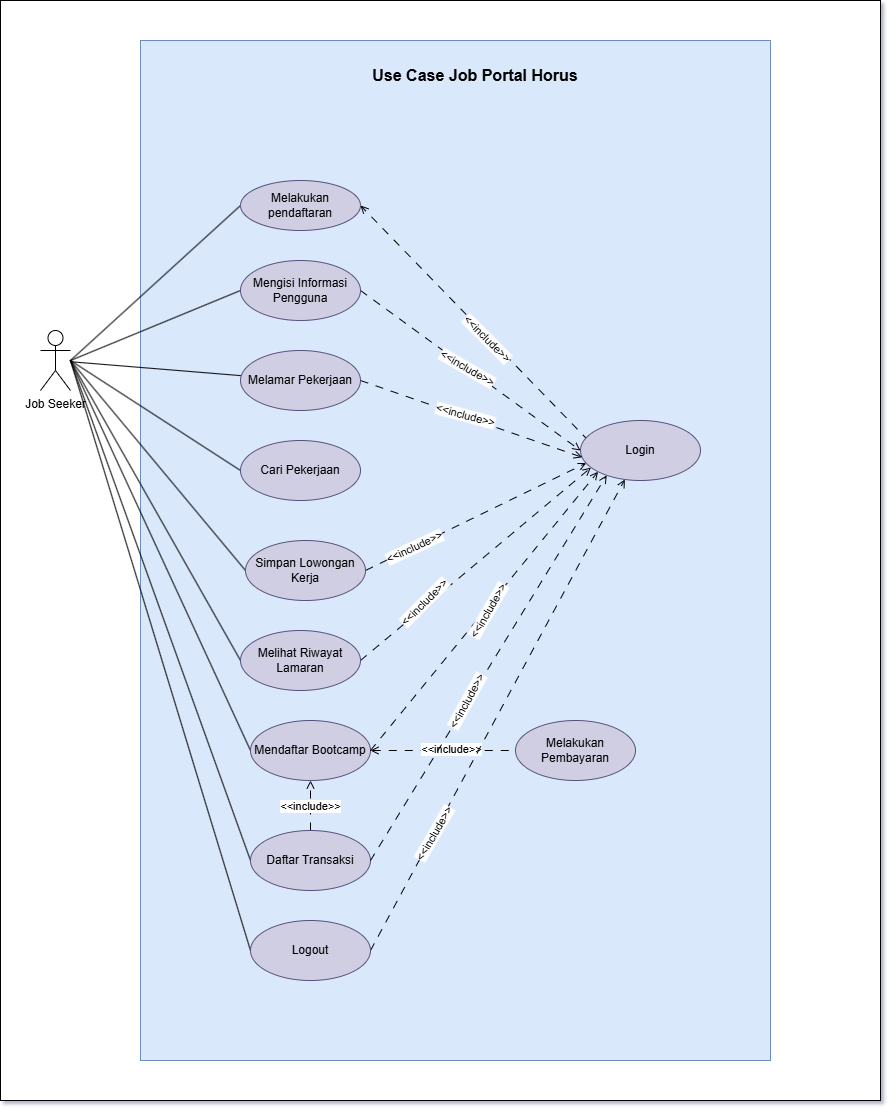 Use Case Job Portal Horus
Melakukan
pendaftaran
Mengisi Informasi
Pengguna
<<include>>
<<include>>
Job Seeker
Melamar Pekerjaan
<<include>>
Login
Cari Pekerjaan
<<include>>
Simpan Lowongan
Kerja
<<include>>
<<include>>
Melihat Riwayat
Lamaran
<<include>>
Mendaftar Bootcamp
<<include>>
Melakukan
Pembayaran
<<include>>
<<include>>
Daftar Transaksi
Logout